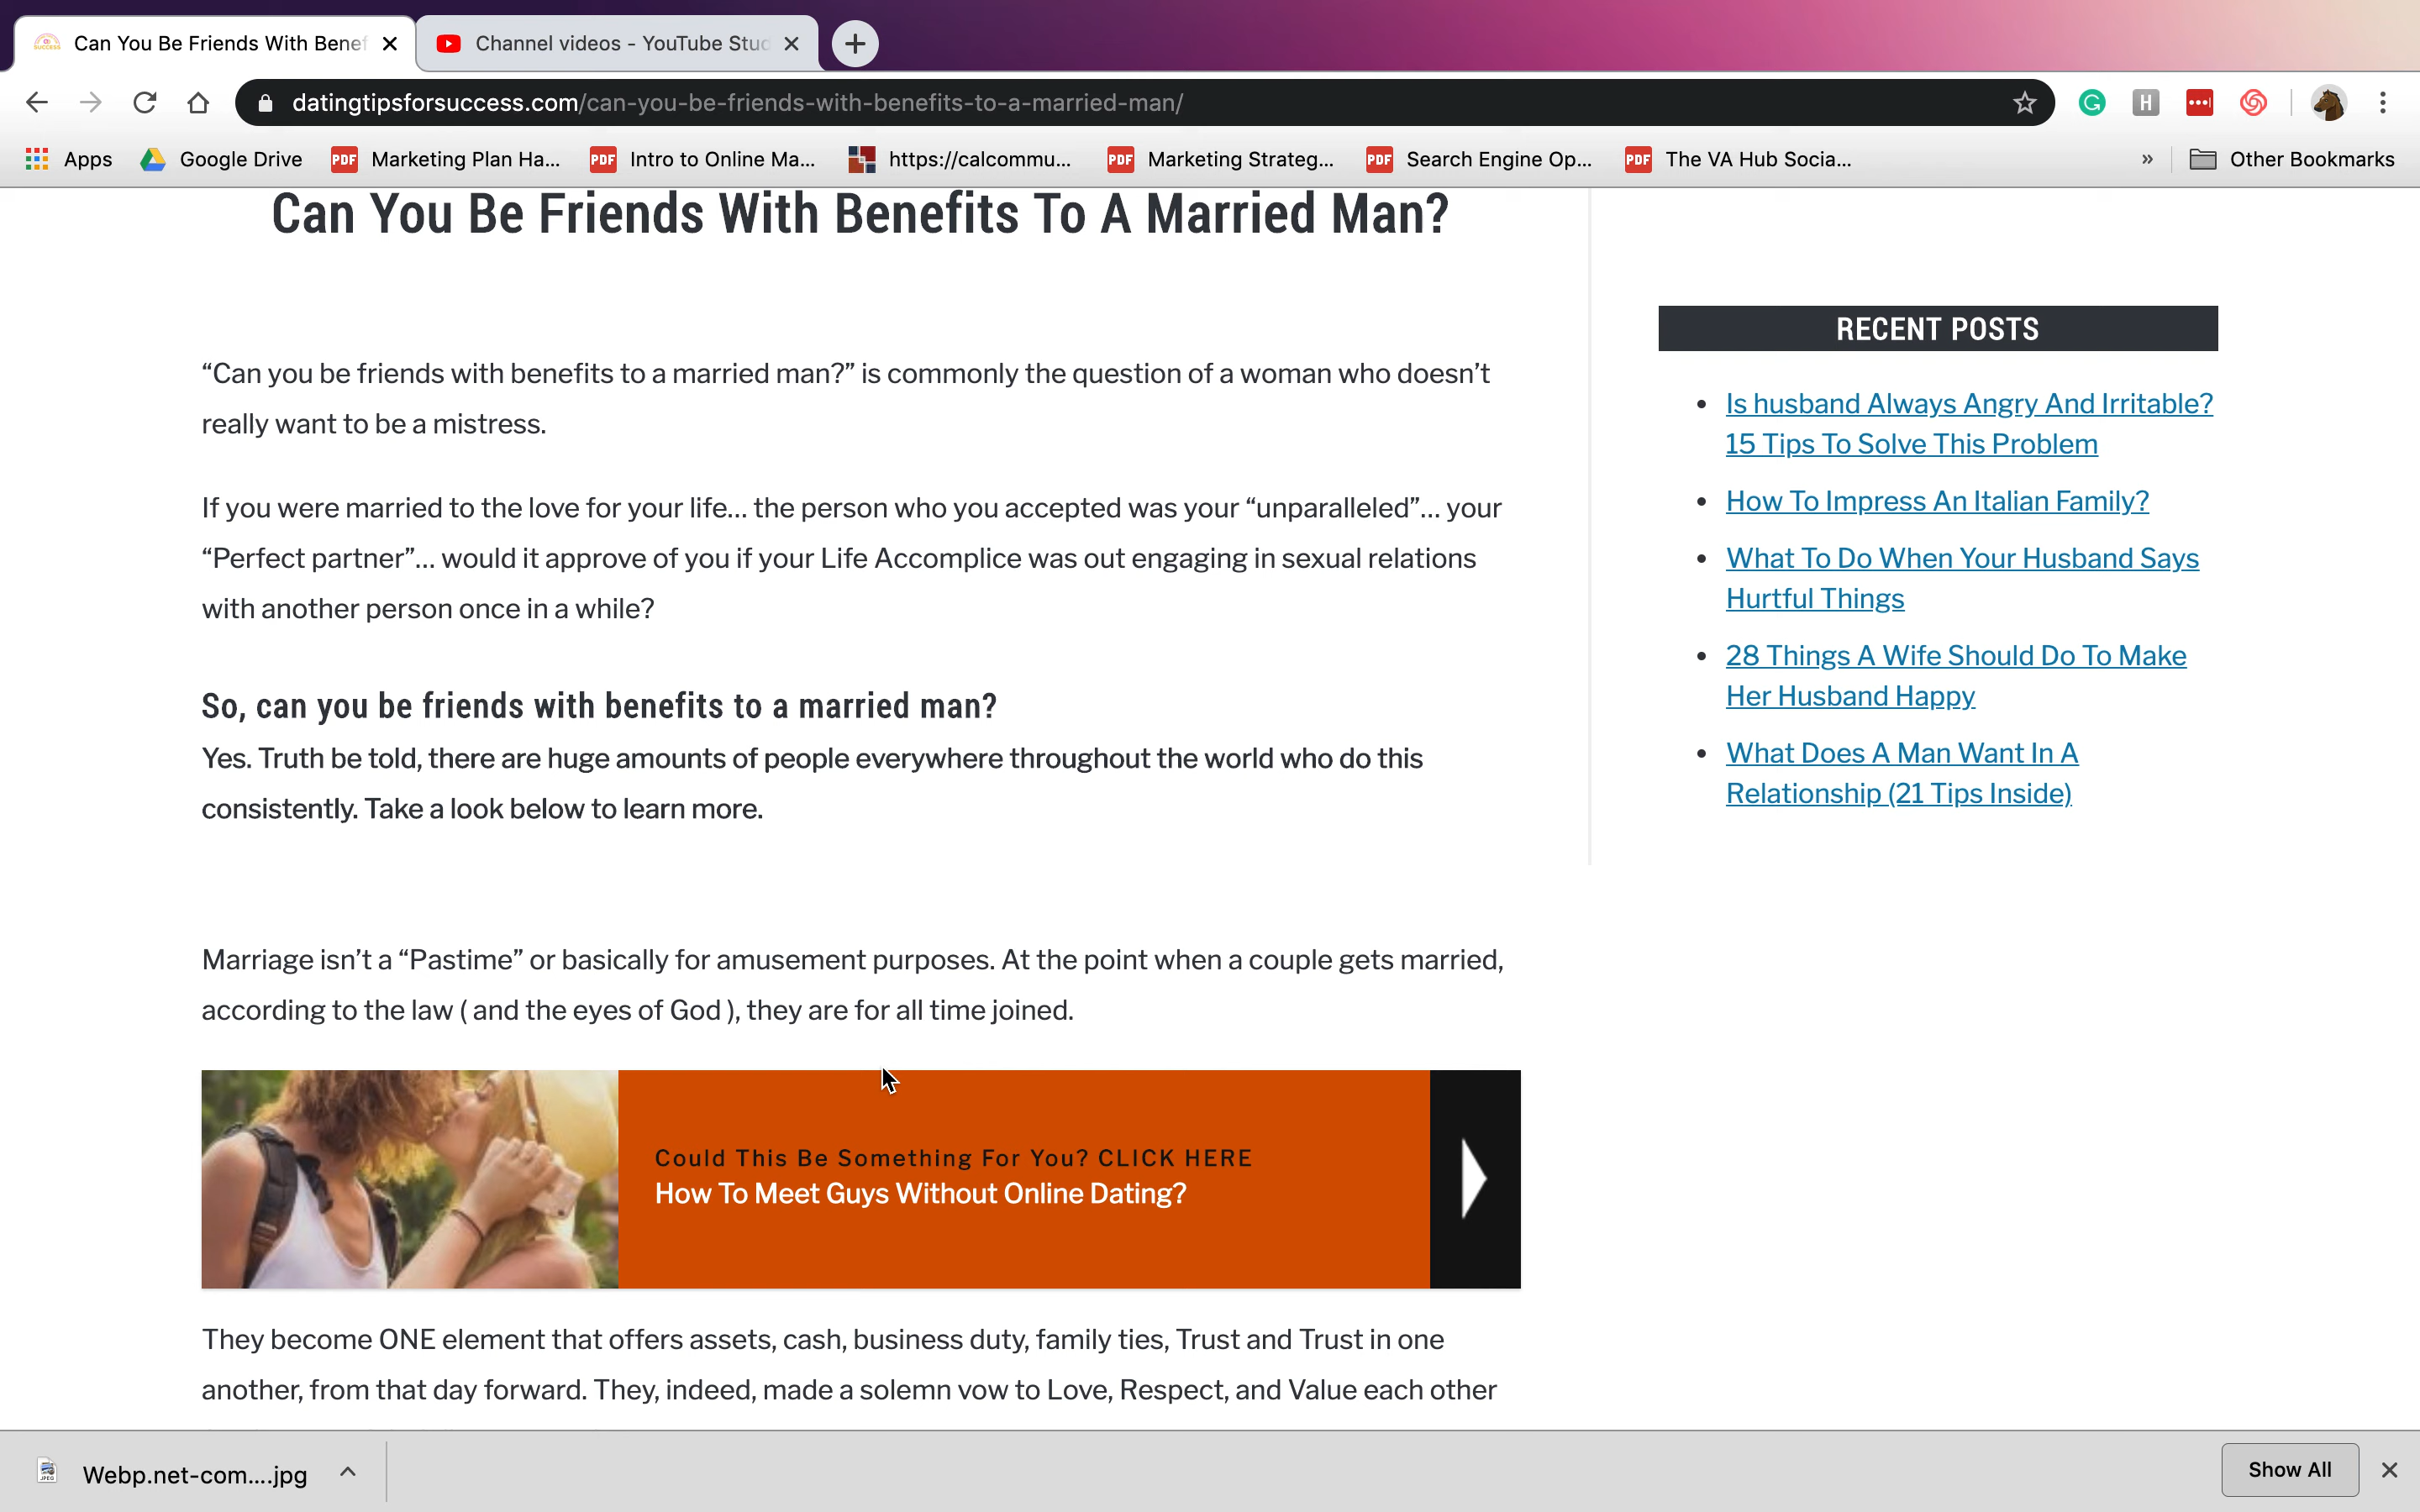 Can You Be Friends With Benef
Channel videos - YouTube Stud
datingtipsforsuccess.com/can-you-be-friends-with-benefits-to-a-married-man/
Apps
Google Drive
PDF Marketing Plan Ha...
PDF Intro to Online Ma...
https://calcommu...
PDF Marketing Strateg...
PDF Search Engine Op...
PDF The VA Hub Socia...
»
Other Bookmarks
Can You Be Friends With Benefits To A Married Man?
“Can you be friends with benefits to a married man?” is commonly the question of a woman who doesn’t
really want to be a mistress.
If you were married to the love for your life… the person who you accepted was your “unparalleled”… your
“Perfect partner”… would it approve of you if your Life Accomplice was out engaging in sexual relations
with another person once in a while?
So, can you be friends with benefits to a married man?
Yes. Truth be told, there are huge amounts of people everywhere throughout the world who do this
consistently. Take a look below to learn more.
Marriage isn’t a “Pastime” or basically for amusement purposes. At the point when a couple gets married,
according to the law ( and the eyes of God ), they are for all time joined.
Could This Be Something For You? CLICK HERE
How To Meet Guys Without Online Dating?
They become ONE element that offers assets, cash, business duty, family ties, Trust and Trust in one
another, from that day forward. They, indeed, made a solemn vow to Love, Respect, and Value each other
RECENT POSTS
Is husband Always Angry And Irritable?
15 Tips To Solve This Problem
How To Impress An Italian Family?
What To Do When Your Husband Says
Hurtful Things
28 Things A Wife Should Do To Make
Her Husband Happy
What Does A Man Want In A
Relationship (21 Tips Inside)
Webp.net-com....jpg
Show All